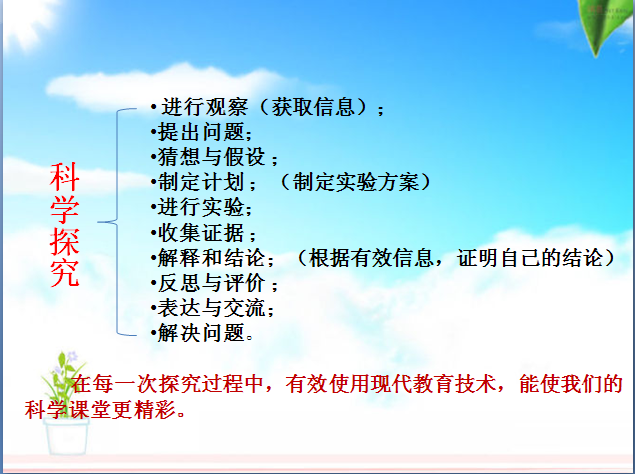 科学探究
•进行观察（获取信息）;
•提出问题;
•猜想与假设;
•制定计划;（制定实验方案）
•进行实验;
•收集证据;
•解释和结论;（根据有效信息，证明自己的结论）
•反思与评价;
•表达与交流;
•解决问题。
在每一次探究过程中，有效使用现代教育技术，能使我们的
科学课堂更精彩。